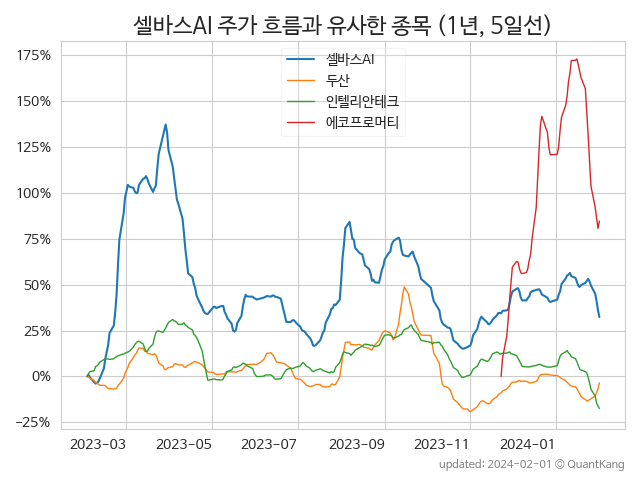 셀바스AI 주가 흐름과 유사한 종목 (1년, 5일선)
175%
150%
125%
100%
75%
50%
25%
0%
−25%
셀바스AI
두산
인텔리안테크
에코프로머티
2023-03
2023-05
2023-07
2023-09
2023-11
2024-01
updated: 2024-02-01 © QuantKang